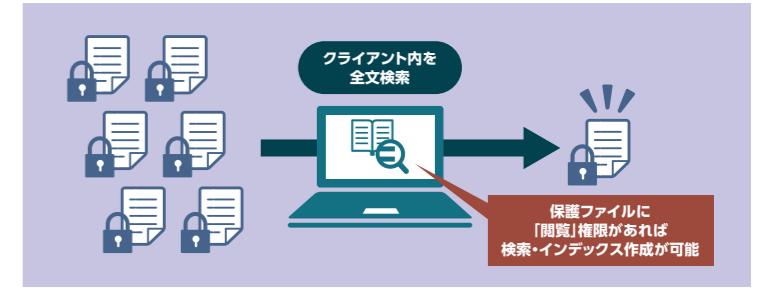 クライアント内を
全文検索
保護ファイルに
「閲覧」権限があれば
検索・インデックス作成が可能